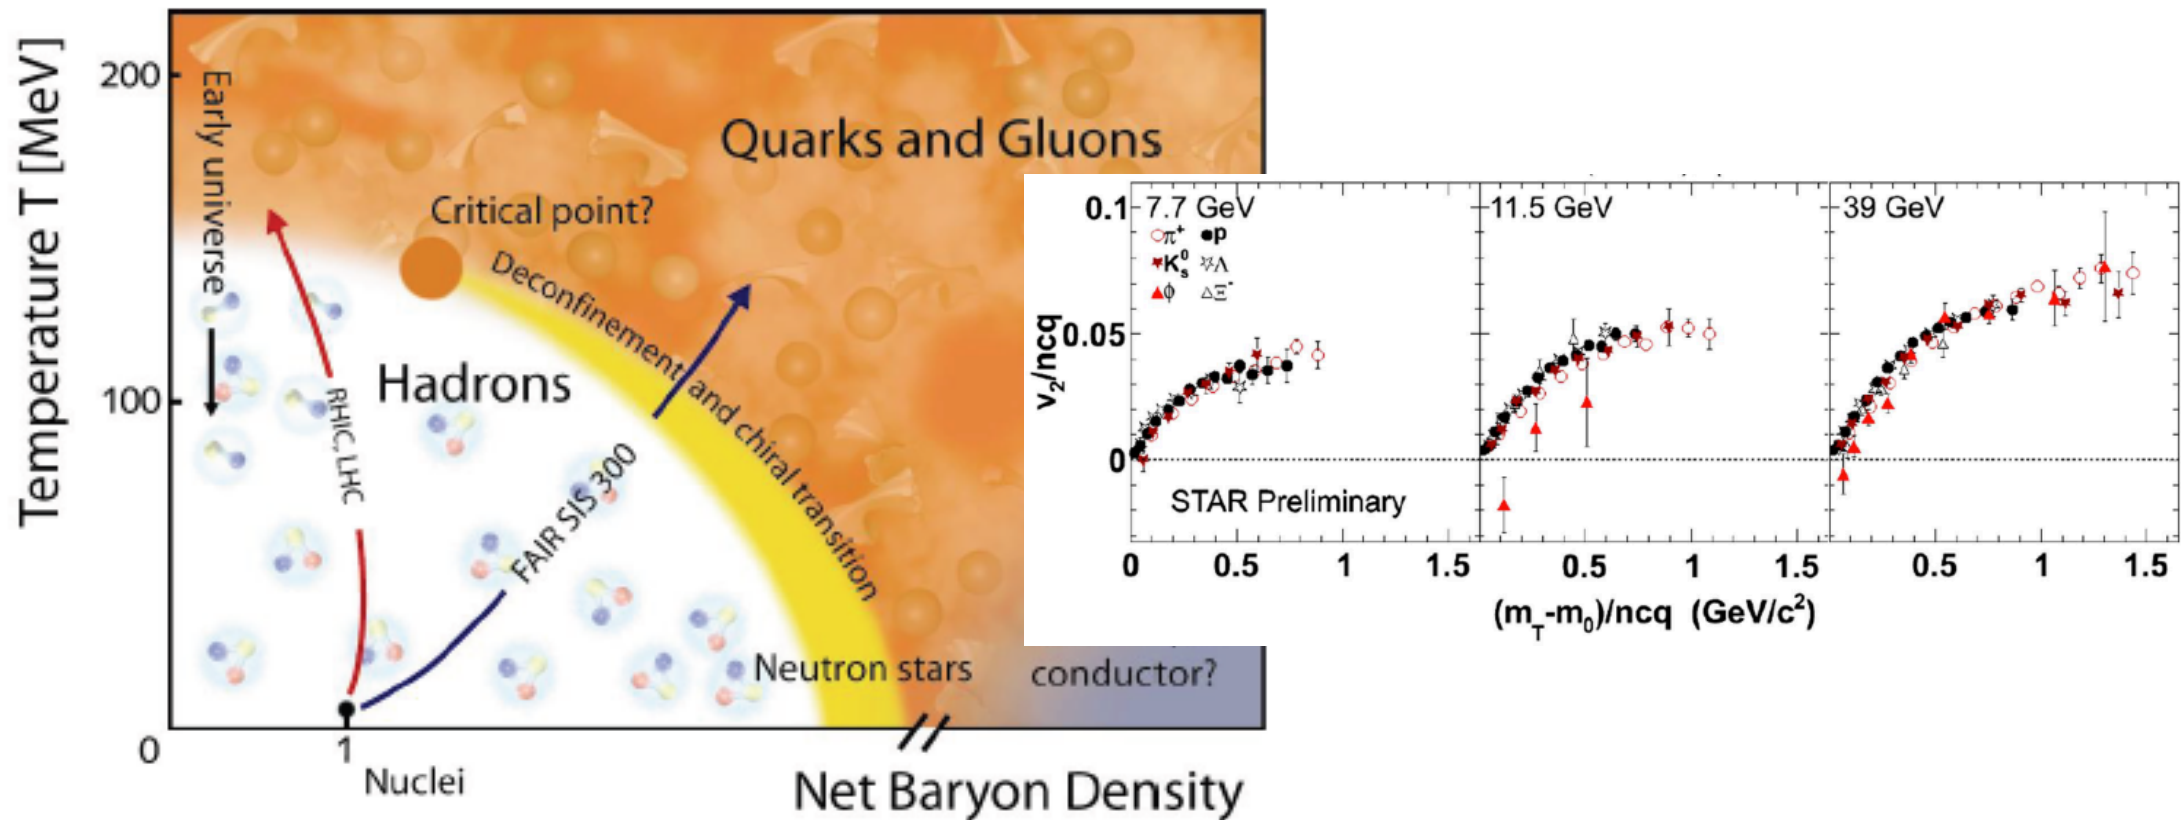 Temperature T [MeV]
200
100
0
Early universe
Quarks and Gluons
Critical point?
Deconfinement and chiral transition
Hadrons
RHIC, LHC
FAIR SIS 300
Neutron stars
conductor?
1
Nuclei
Net Baryon Density
v2/ncq
0.1
0.05
0
7.7 GeV
π+ p
K0s Λ
ϕ Ξ-
STAR Preliminary
11.5 GeV
39 GeV
0 0.5 1 1.5 0.5 1 1.5 0.5 1 1.5
(mT-m0)/ncq (GeV/c2)